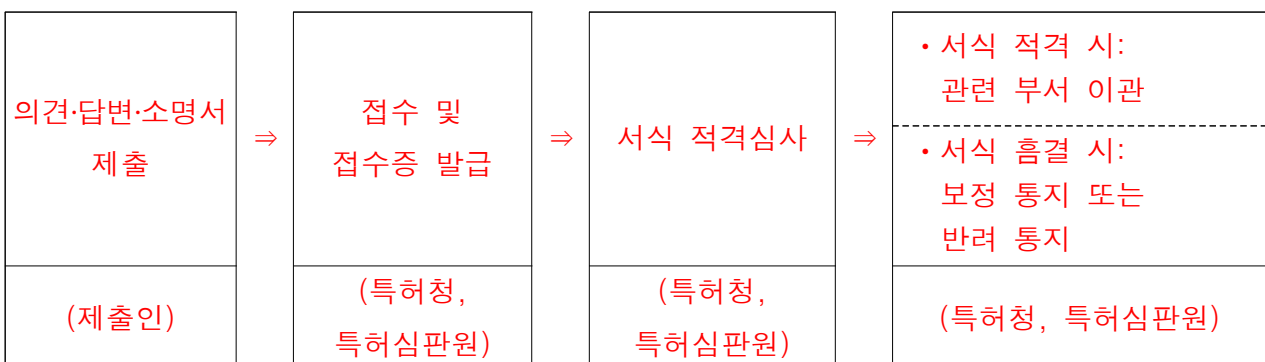 의견·답변·소명서
제출
(제출인)
⇒
접수 및
접수증 발급
(특허청,
특허심판원)
⇒
서식 적격심사
(특허청,
특허심판원)
⇒
• 서식 적격 시:
관련 부서 이관
• 서식 흠결 시:
보정 통지 또는
반려 통지
(특허청, 특허심판원)